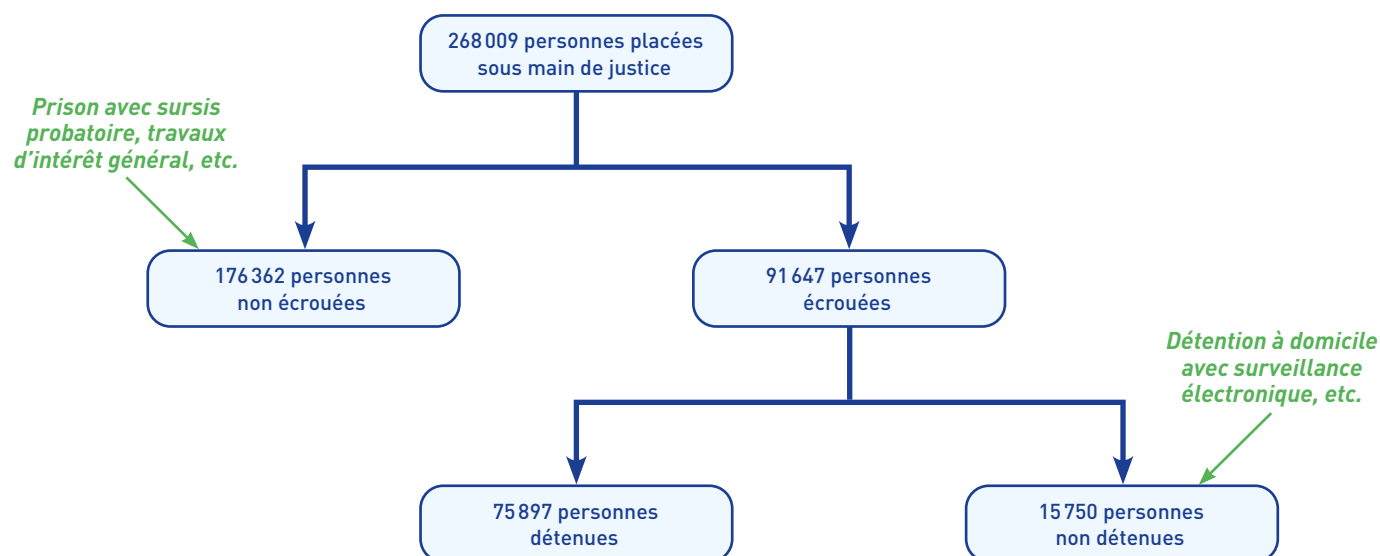 268 009 personnes placées
sous main de justice
Prison avec sursis
probatoire, travaux
d'intérêt général, etc.
176 362 personnes
non écrouées
91 647 personnes
écrouées
Détention à domicile
avec surveillance
électronique, etc.
75 897 personnes
détenues
15 750 personnes
non détenues